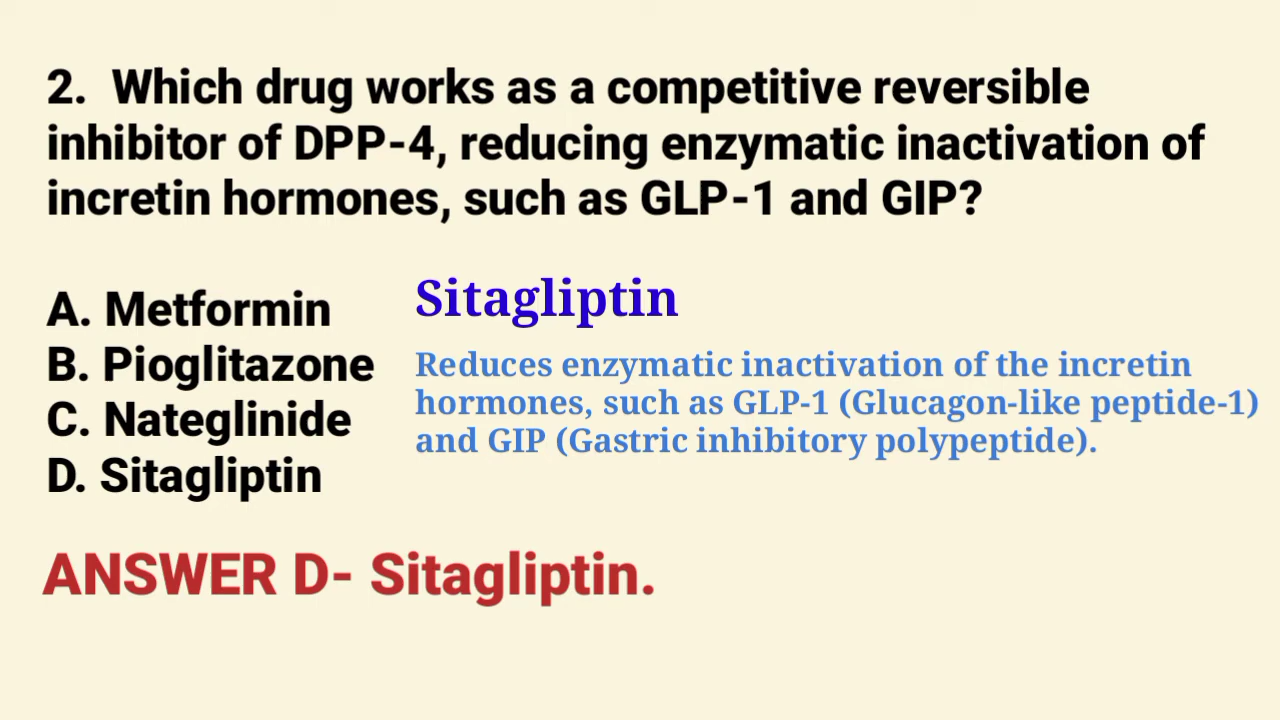 2. Which drug works as a competitive reversible
inhibitor of DPP-4, reducing enzymatic inactivation of
incretin hormones, such as GLP-1 and GIP?
A. Metformin
B. Pioglitazone
C. Nateglinide
D. Sitagliptin
Sitagliptin
Reduces enzymatic inactivation of the incretin
hormones, such as GLP-1 (Glucagon-like peptide-1)
and GIP (Gastric inhibitory polypeptide).
ANSWER D- Sitagliptin.